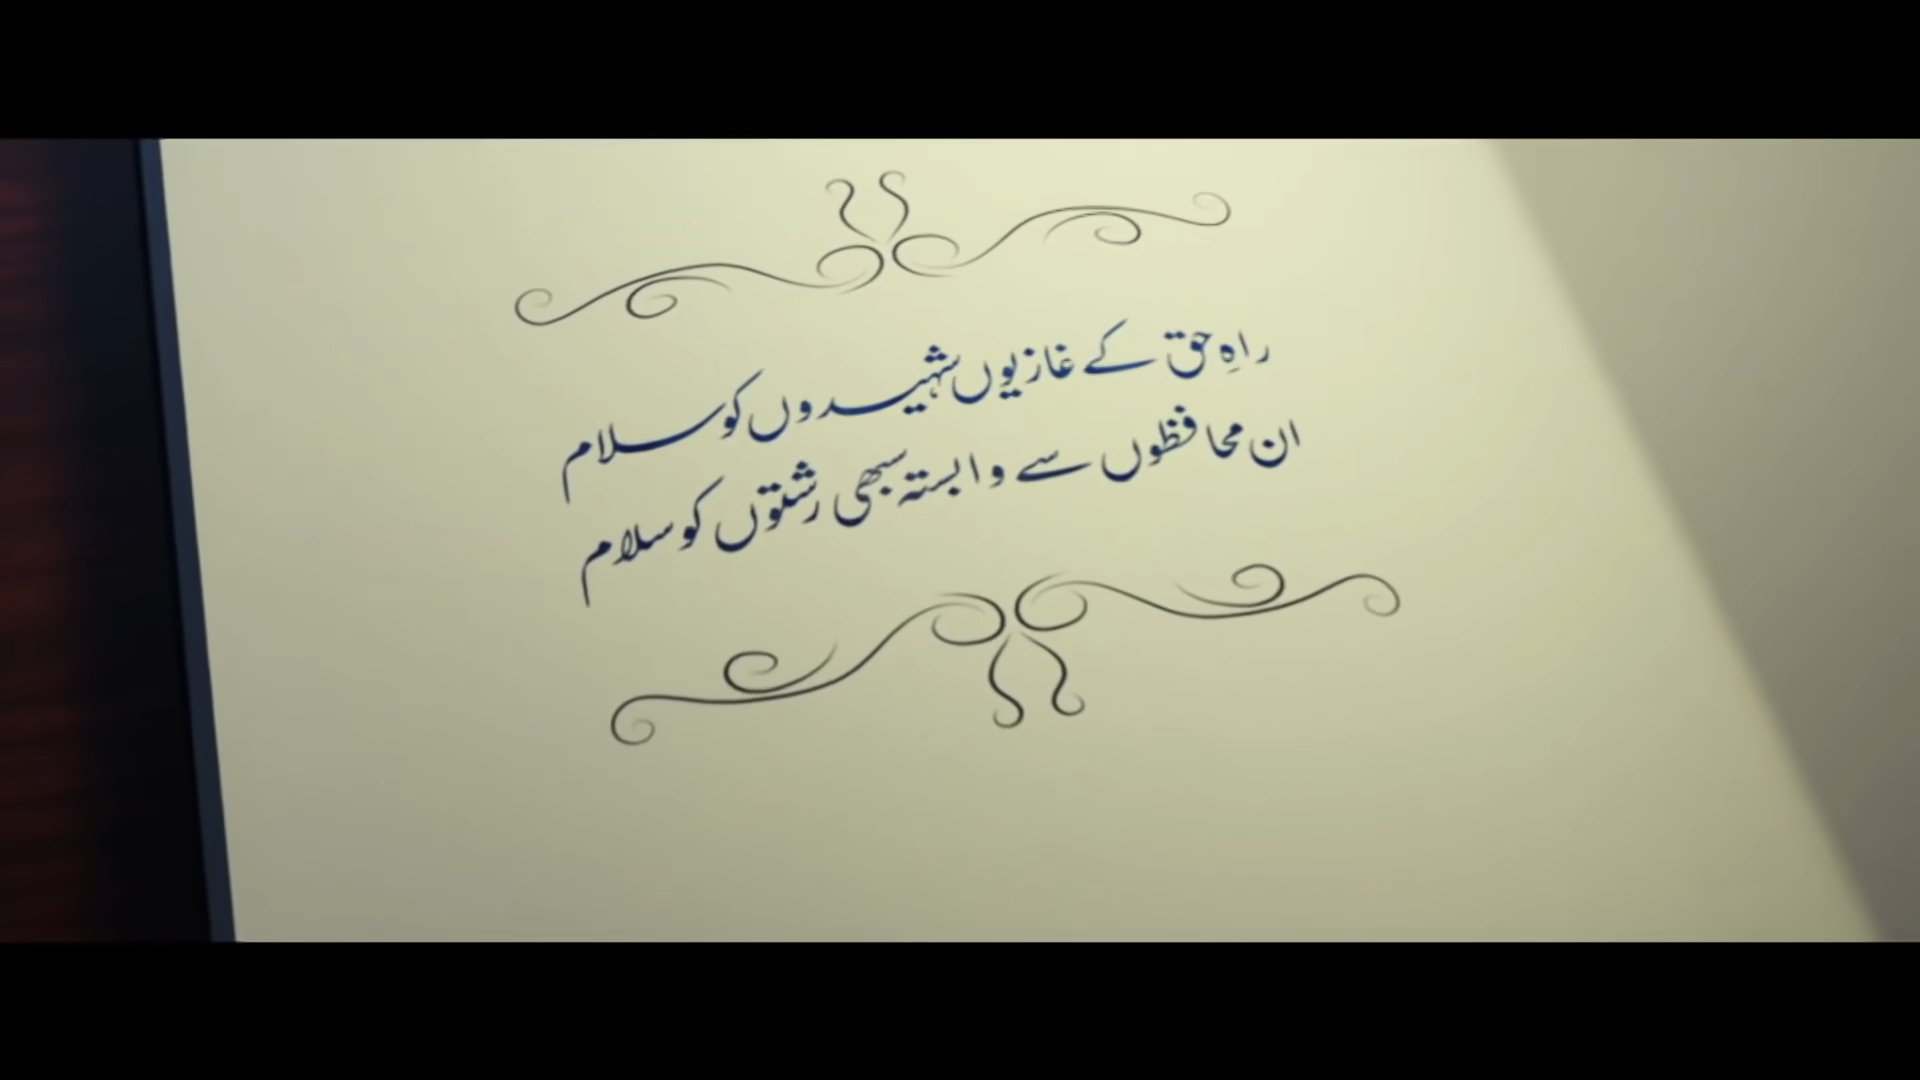 راہِ حق کے غازیوں شہیدوں کو سلام
ان محافظوں سے وابستہ سبھی رشتوں کو سلام